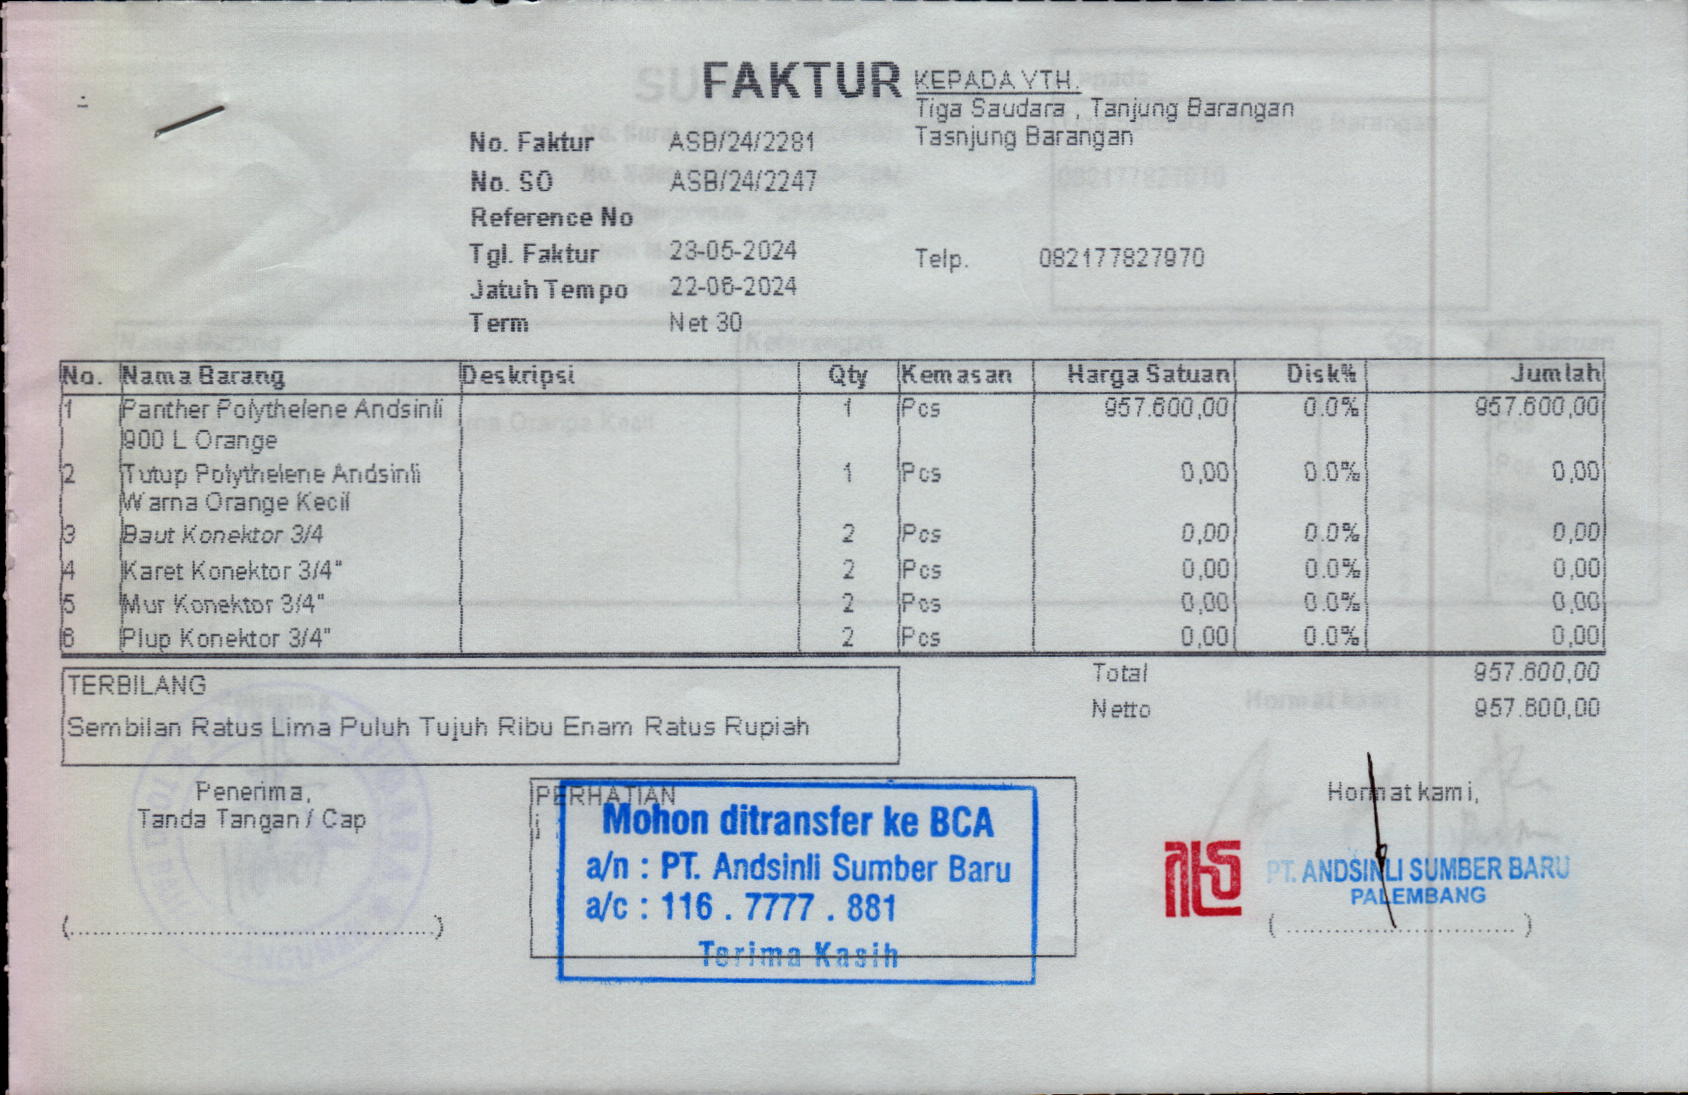 FAKTUR
KEPADA YTH.
Tiga Saudara , Tanjung Barangan
Tasnjung Barangan
No. Faktur ASB/24/2281
No. SO ASB/24/2247
Reference No
Tgl. Faktur 23-05-2024
Telp. 082177827970
Jatuh Tempo 22-06-2024
Term Net 30
No. Nama Barang Deskripsi Qty Kemasan Harga Satuan Disk% Jumlah
1 Panther Polythelene Andsinli 1 Pcs 957.600,00 0.0% 957.600,00
900 L Orange
2 Tutup Polythelene Andsinli 1 Pcs 0,00 0.0% 0,00
Warna Orange Kecil
3 Baut Konektor 3/4 2 Pcs 0,00 0.0% 0,00
4 Karet Konektor 3/4" 2 Pcs 0,00 0.0% 0,00
5 Mur Konektor 3/4" 2 Pcs 0,00 0.0% 0,00
6 Plup Konektor 3/4" 2 Pcs 0,00 0.0% 0,00
Total 957.600,00
Netto 957.600,00
TERBILANG
Sembilan Ratus Lima Puluh Tujuh Ribu Enam Ratus Rupiah
Penerima,
Tanda Tangan / Cap
(............................................)
PERHATIAN
Mohon ditransfer ke BCA
a/n : PT. Andsinli Sumber Baru
a/c : 116 . 7777 . 881
Terima Kasih
Hormat kami,
PT. ANDSINLI SUMBER BARU
PALEMBANG
( ............................ )